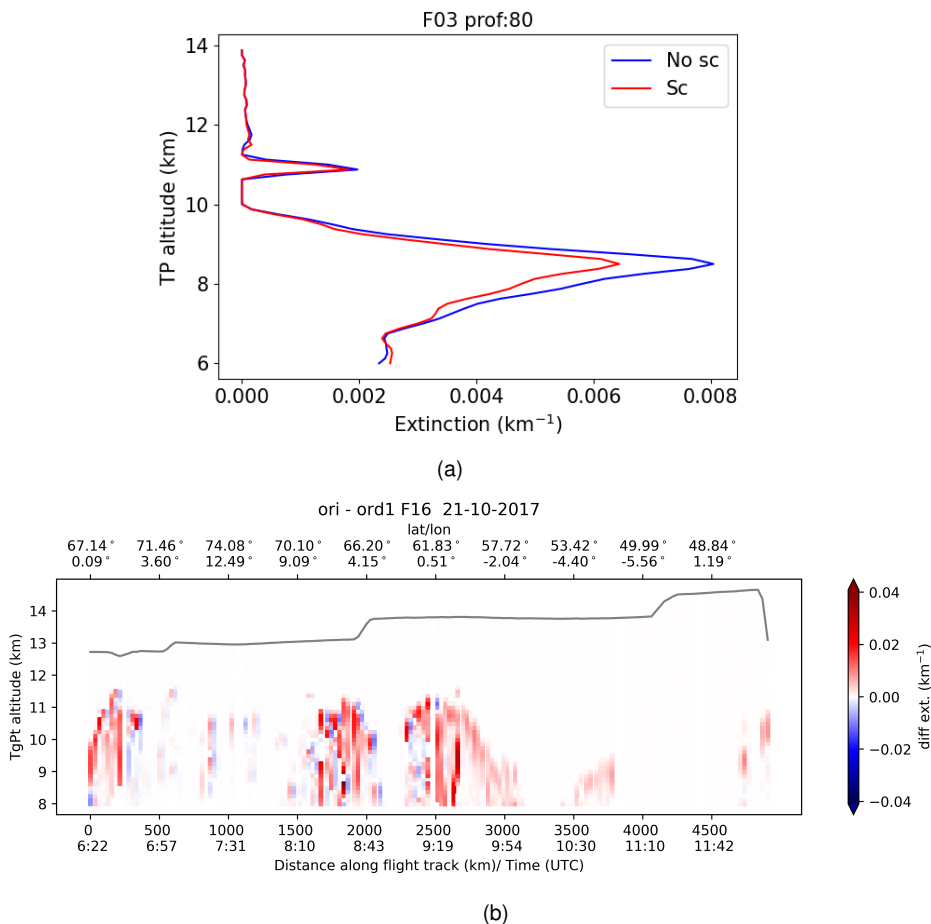 F03 prof:80
14
12
10
8
6
TP altitude (km)
No sc
Sc
0.000 0.002 0.004 0.006 0.008
Extinction (km⁻¹)
(a)
ori - ord1 F16 21-10-2017
lat/lon
67.14° 71.46° 74.08° 70.10° 66.20° 61.83° 57.72° 53.42° 49.99° 48.84°
0.09° 3.60° 12.49° 9.09° 4.15° 0.51° -2.04° -4.40° -5.56° 1.19°
14
13
12
11
10
9
8
TgPt altitude (km)
0 500 1000 1500 2000 2500 3000 3500 4000 4500
6:22 6:57 7:31 8:10 8:43 9:19 9:54 10:30 11:10 11:42
Distance along flight track (km)/ Time (UTC)
0.04
0.02
0.00
−0.02
−0.04
diff ext. (km⁻¹)
(b)